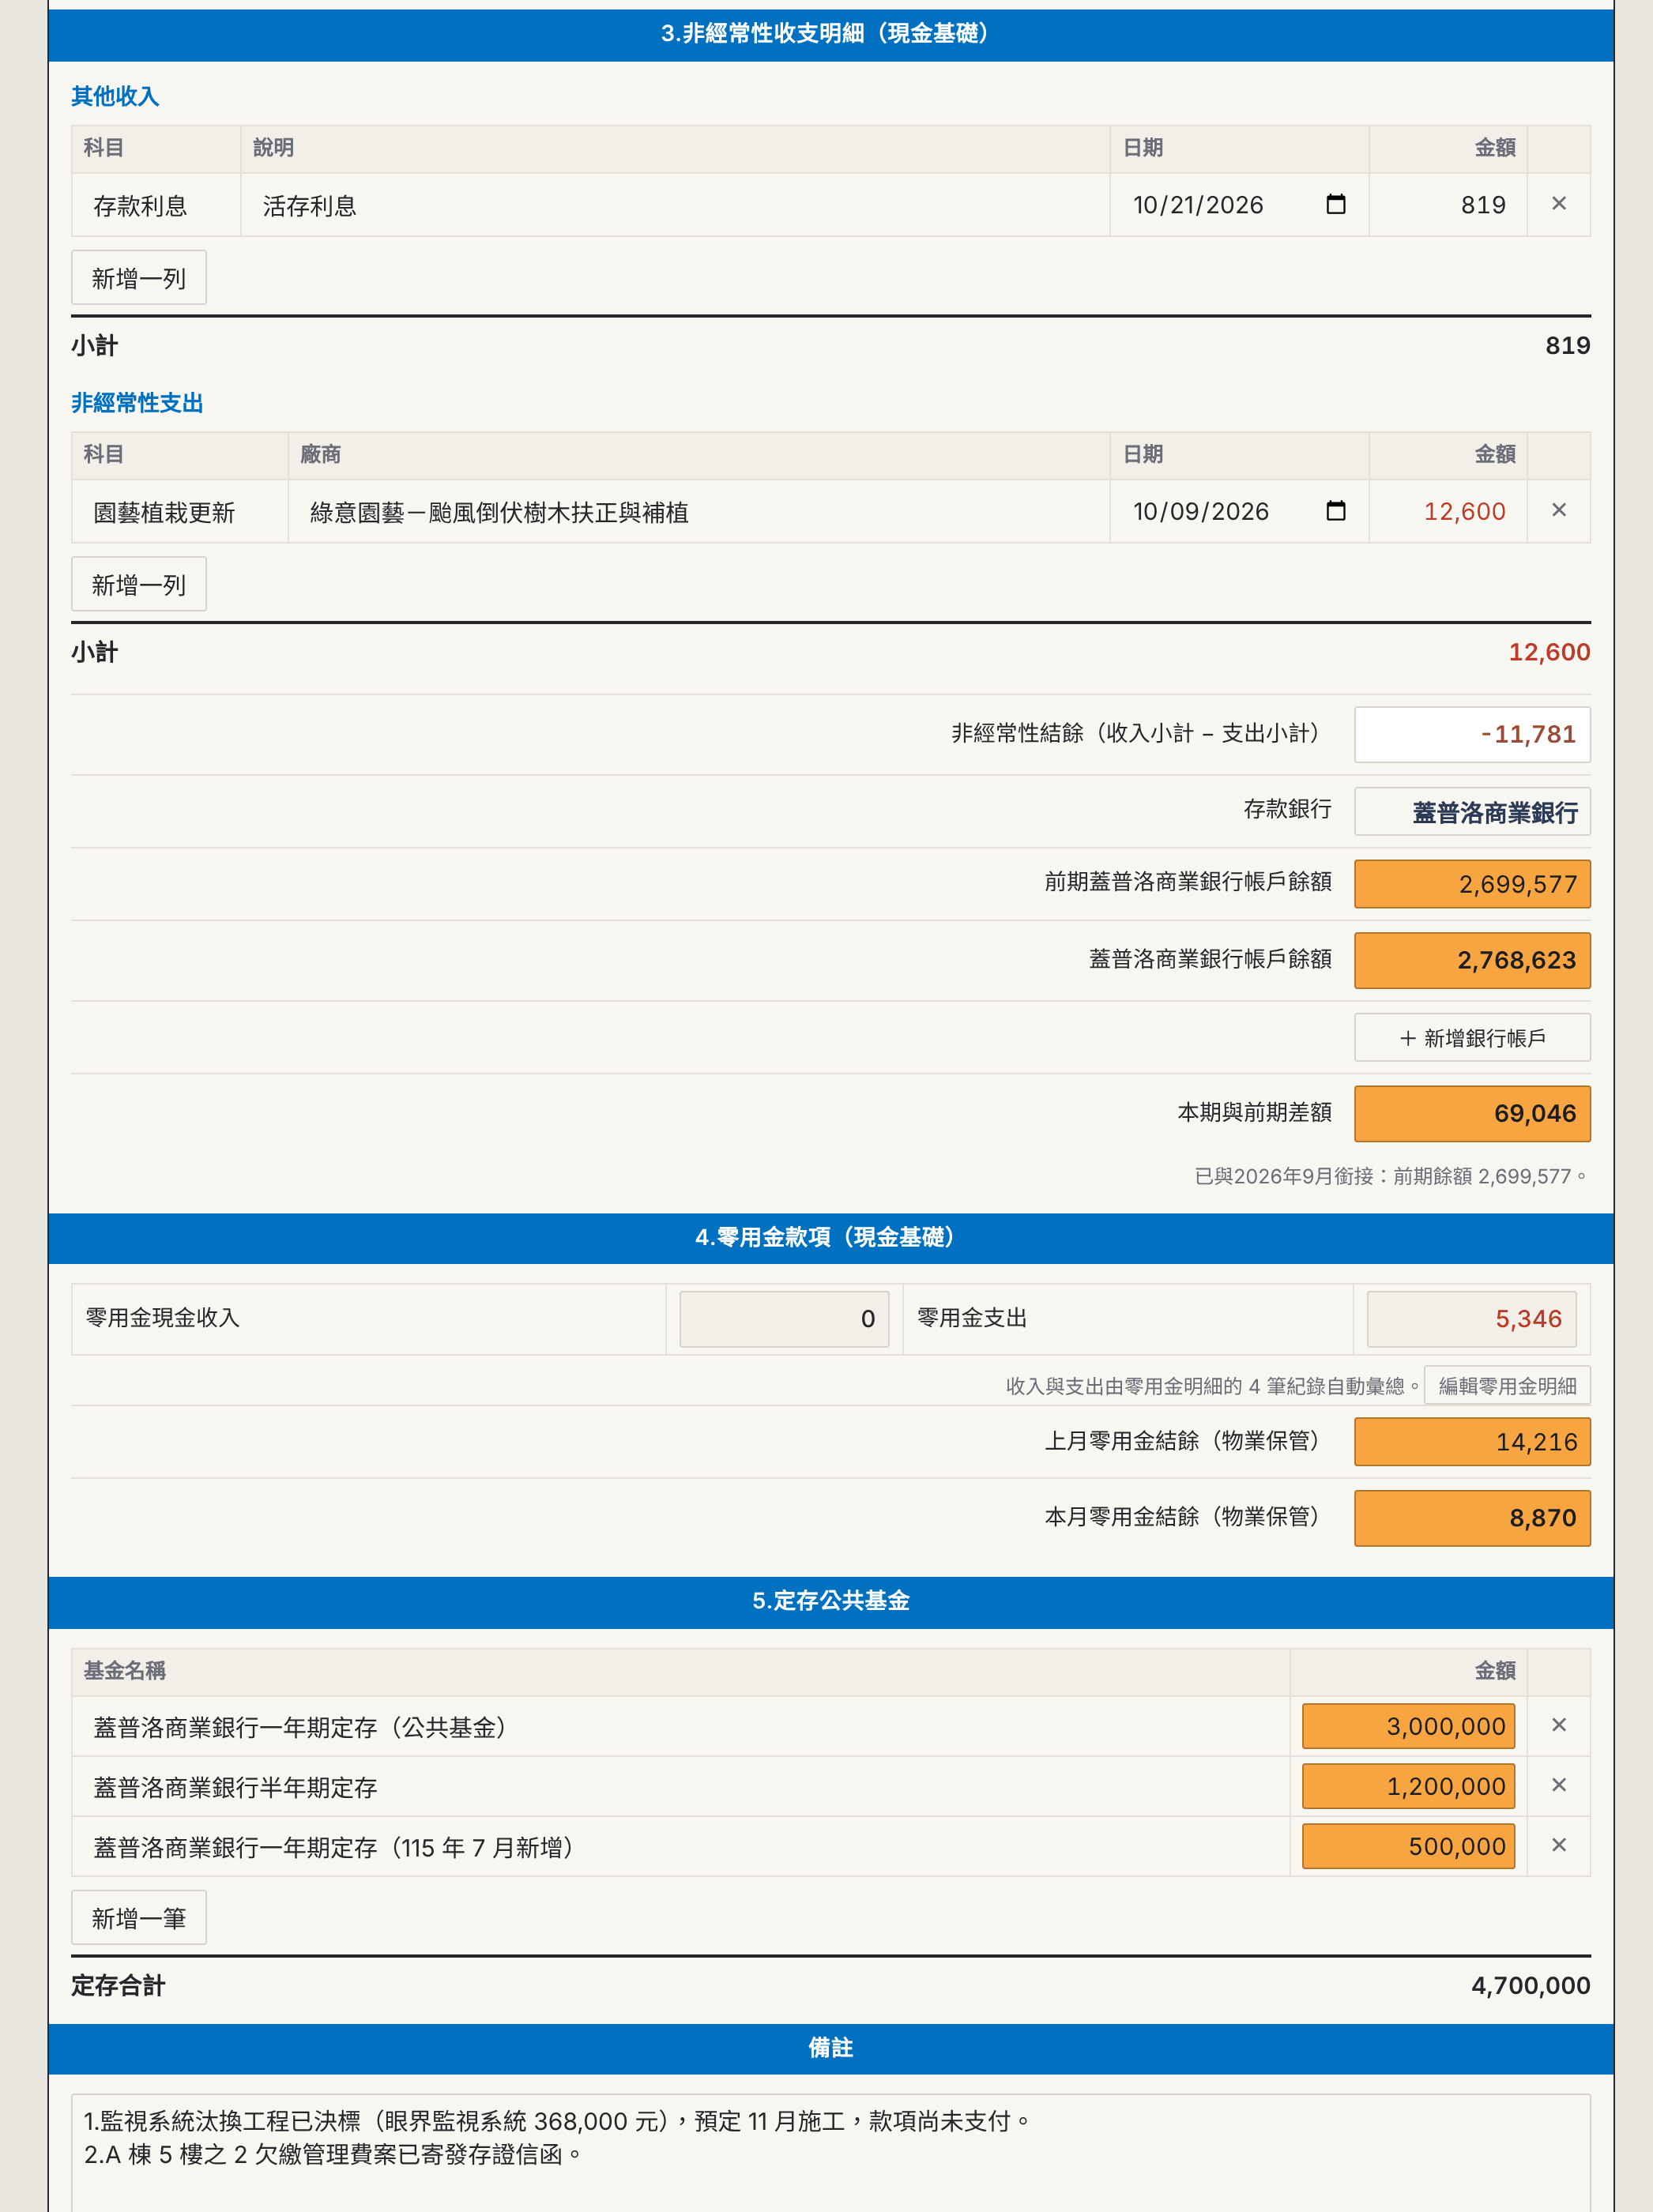 3.非經常性收支明細（現金基礎）
其他收入
科目 說明 日期 金額
存款利息 活存利息 10/21/2026 819 ×
新增一列
小計 819
非經常性支出
科目 廠商 日期 金額
園藝植栽更新 綠意園藝－颱風倒伏樹木扶正與補植 10/09/2026 12,600 ×
新增一列
小計 12,600
非經常性結餘（收入小計 − 支出小計） -11,781
存款銀行 蓋普洛商業銀行
前期蓋普洛商業銀行帳戶餘額 2,699,577
蓋普洛商業銀行帳戶餘額 2,768,623
＋ 新增銀行帳戶
本期與前期差額 69,046
已與2026年9月銜接：前期餘額 2,699,577。
4.零用金款項（現金基礎）
零用金現金收入 0 零用金支出 5,346
收入與支出由零用金明細的 4 筆紀錄自動彙總。 編輯零用金明細
上月零用金結餘（物業保管） 14,216
本月零用金結餘（物業保管） 8,870
5.定存公共基金
基金名稱 金額
蓋普洛商業銀行一年期定存（公共基金） 3,000,000 ×
蓋普洛商業銀行半年期定存 1,200,000 ×
蓋普洛商業銀行一年期定存（115 年 7 月新增） 500,000 ×
新增一筆
定存合計 4,700,000
備註
1.監視系統汰換工程已決標（眼界監視系統 368,000 元），預定 11 月施工，款項尚未支付。
2.A 棟 5 樓之 2 欠繳管理費案已寄發存證信函。